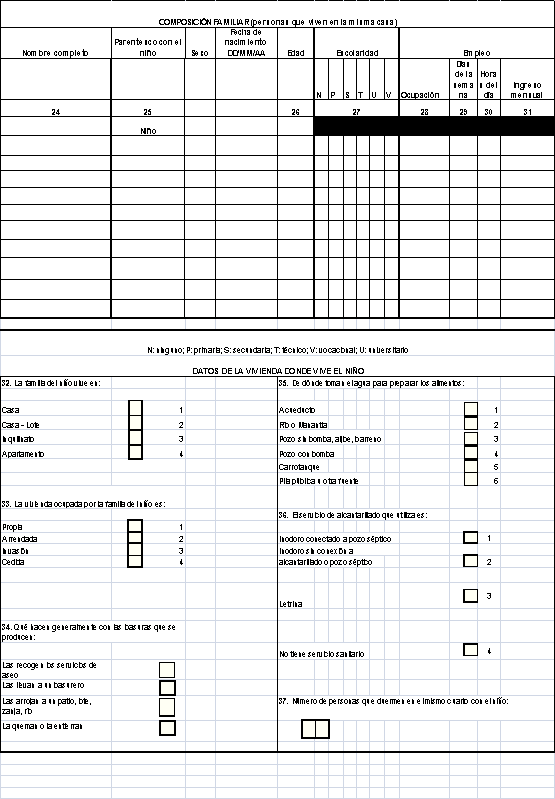 COMPOSICIÓN FAMILIAR (personas que viven en la misma casa)
Nombre completo
Parentesco con el niño
Sexo
Fecha de nacimiento DD/MM/AA
Edad
Escolaridad
Empleo
N P S T U V
Ocupación
Días de la semana
Horas del día
Ingreso mensual
24 25 26 27 28 29 30 31
Niño
N: ninguno; P: primaria; S: secundaria; T: técnico; V: vocacional; U: universitario
DATOS DE LA VIVIENDA DONDE VIVE EL NIÑO
32. La familia del niño vive en:
Casa 1
Casa - Lote 2
Inquilinato 3
Apartamento 4
33. La vivienda ocupada por la familia del niño es:
Propia 1
Arrendada 2
Invasión 3
Cedida 4
34. Qué hacen generalmente con las basuras que se
producen:
Las recogen los servicios de
aseo
Las llevan a un basurero
Las arrojan a un patio, lote,
zanja, río
La queman o la entierran
35. De dónde toman el agua para preparar los alimentos:
Acueducto 1
Río o Manantial 2
Pozo sin bomba, aljibe, barreno 3
Pozo con bomba 4
Carrotanque 5
Pila pública u otra fuente 6
36. El servicio de alcantarillado que utiliza es:
Inodoro conectado a pozo séptico 1
Inodoro sin conexión a
alcantarillado o pozo séptico 2
Letrina 3
No tiene servicio sanitario 4
37. Número de personas que duermen en el mismo cuarto con el niño: